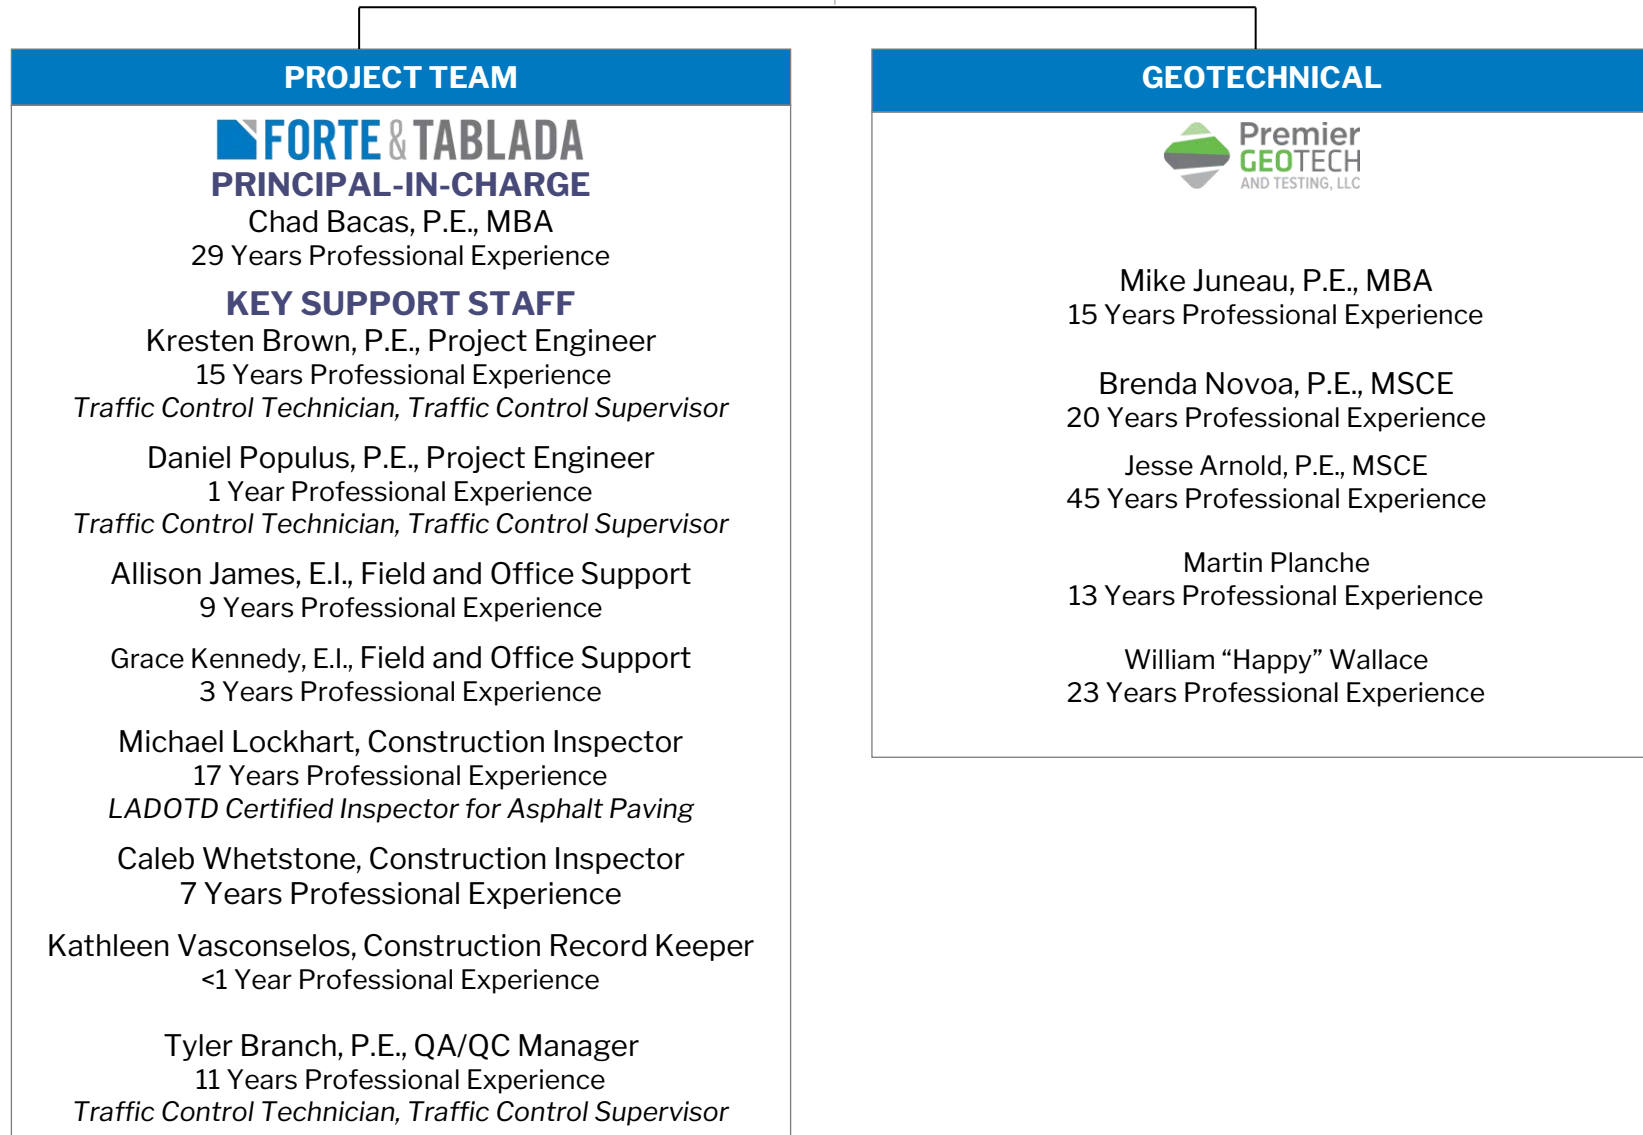 PROJECT TEAM
FORTE & TABLADA
PRINCIPAL-IN-CHARGE
Chad Bacas, P.E., MBA
29 Years Professional Experience
KEY SUPPORT STAFF
Kresten Brown, P.E., Project Engineer
15 Years Professional Experience
Traffic Control Technician, Traffic Control Supervisor
Daniel Populus, P.E., Project Engineer
1 Year Professional Experience
Traffic Control Technician, Traffic Control Supervisor
Allison James, E.I., Field and Office Support
9 Years Professional Experience
Grace Kennedy, E.I., Field and Office Support
3 Years Professional Experience
Michael Lockhart, Construction Inspector
17 Years Professional Experience
LADOTD Certified Inspector for Asphalt Paving
Caleb Whetstone, Construction Inspector
7 Years Professional Experience
Kathleen Vasconselos, Construction Record Keeper
<1 Year Professional Experience
Tyler Branch, P.E., QA/QC Manager
11 Years Professional Experience
Traffic Control Technician, Traffic Control Supervisor
GEOTECHNICAL
Premier
GEOTECH
AND TESTING, LLC
Mike Juneau, P.E., MBA
15 Years Professional Experience
Brenda Novoa, P.E., MSCE
20 Years Professional Experience
Jesse Arnold, P.E., MSCE
45 Years Professional Experience
Martin Planche
13 Years Professional Experience
William “Happy” Wallace
23 Years Professional Experience